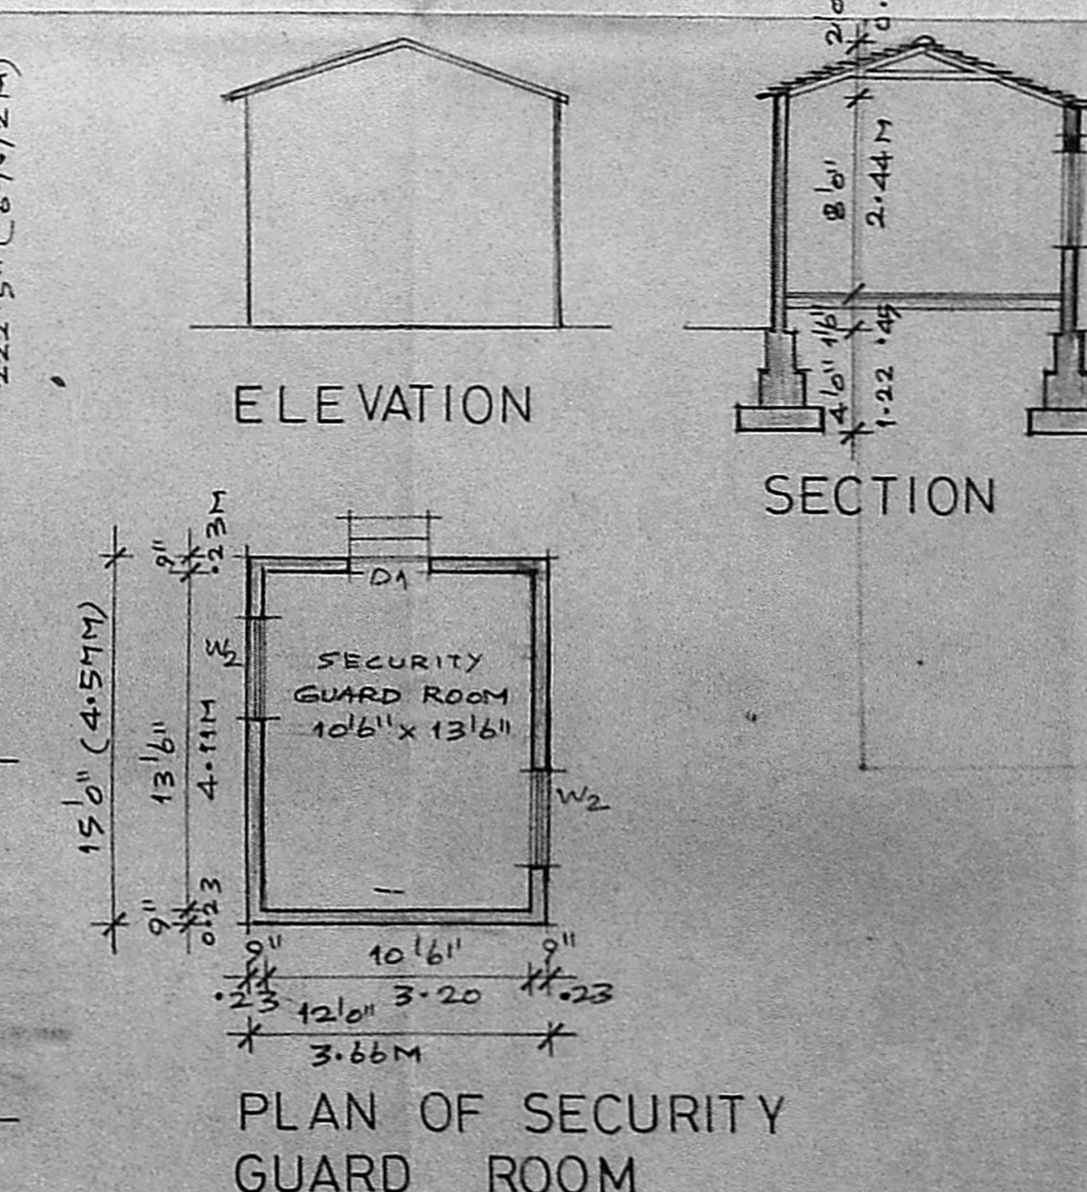 ELEVATION
8'0"
2.44M
1'6"
.45
4'0"
1.22
SECTION
9"
.23M
15'0" (4.57M)
13'6"
4.11M
9"
0.23
D1
W2
SECURITY
GUARD ROOM
10'6" x 13'6"
W2
9" 10'6" 9"
.23 3.20 .23
12'0"
3.66M
PLAN OF SECURITY
GUARD ROOM